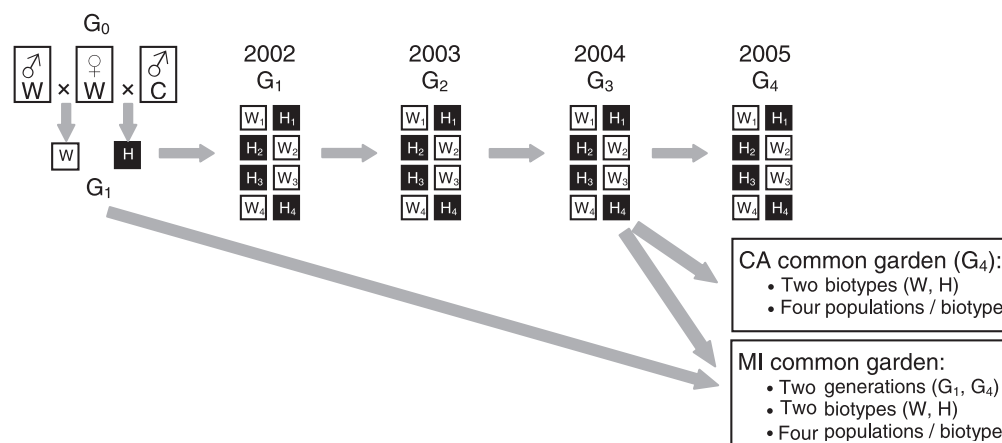 G₀
♂ ♀ ♂
W × W × C
W H
G₁
2002 2003 2004 2005
G₁ G₂ G₃ G₄
W₁ H₁ W₁ H₁ W₁ H₁ W₁ H₁
H₂ W₂ H₂ W₂ H₂ W₂ H₂ W₂
H₃ W₃ H₃ W₃ H₃ W₃ H₃ W₃
W₄ H₄ W₄ H₄ W₄ H₄ W₄ H₄
CA common garden (G₄):
• Two biotypes (W, H)
• Four populations / biotype
MI common garden:
• Two generations (G₁, G₄)
• Two biotypes (W, H)
• Four populations / biotype